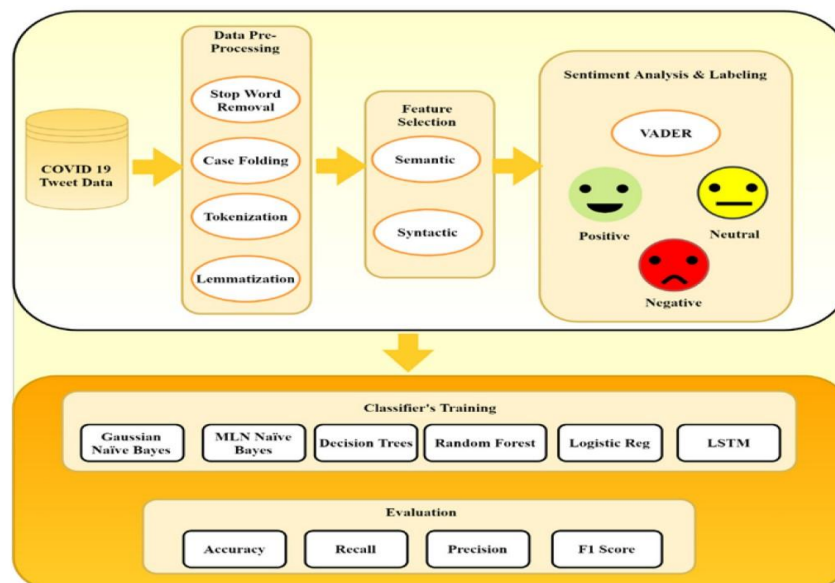 COVID 19
Tweet Data
Data Pre-
Processing
Stop Word
Removal
Case Folding
Tokenization
Lemmatization
Feature
Selection
Semantic
Syntactic
Sentiment Analysis & Labeling
VADER
Positive
Neutral
Negative
Classifier's Training
Gaussian
Naïve Bayes
MLN Naïve
Bayes
Decision Trees
Random Forest
Logistic Reg
LSTM
Evaluation
Accuracy
Recall
Precision
F1 Score